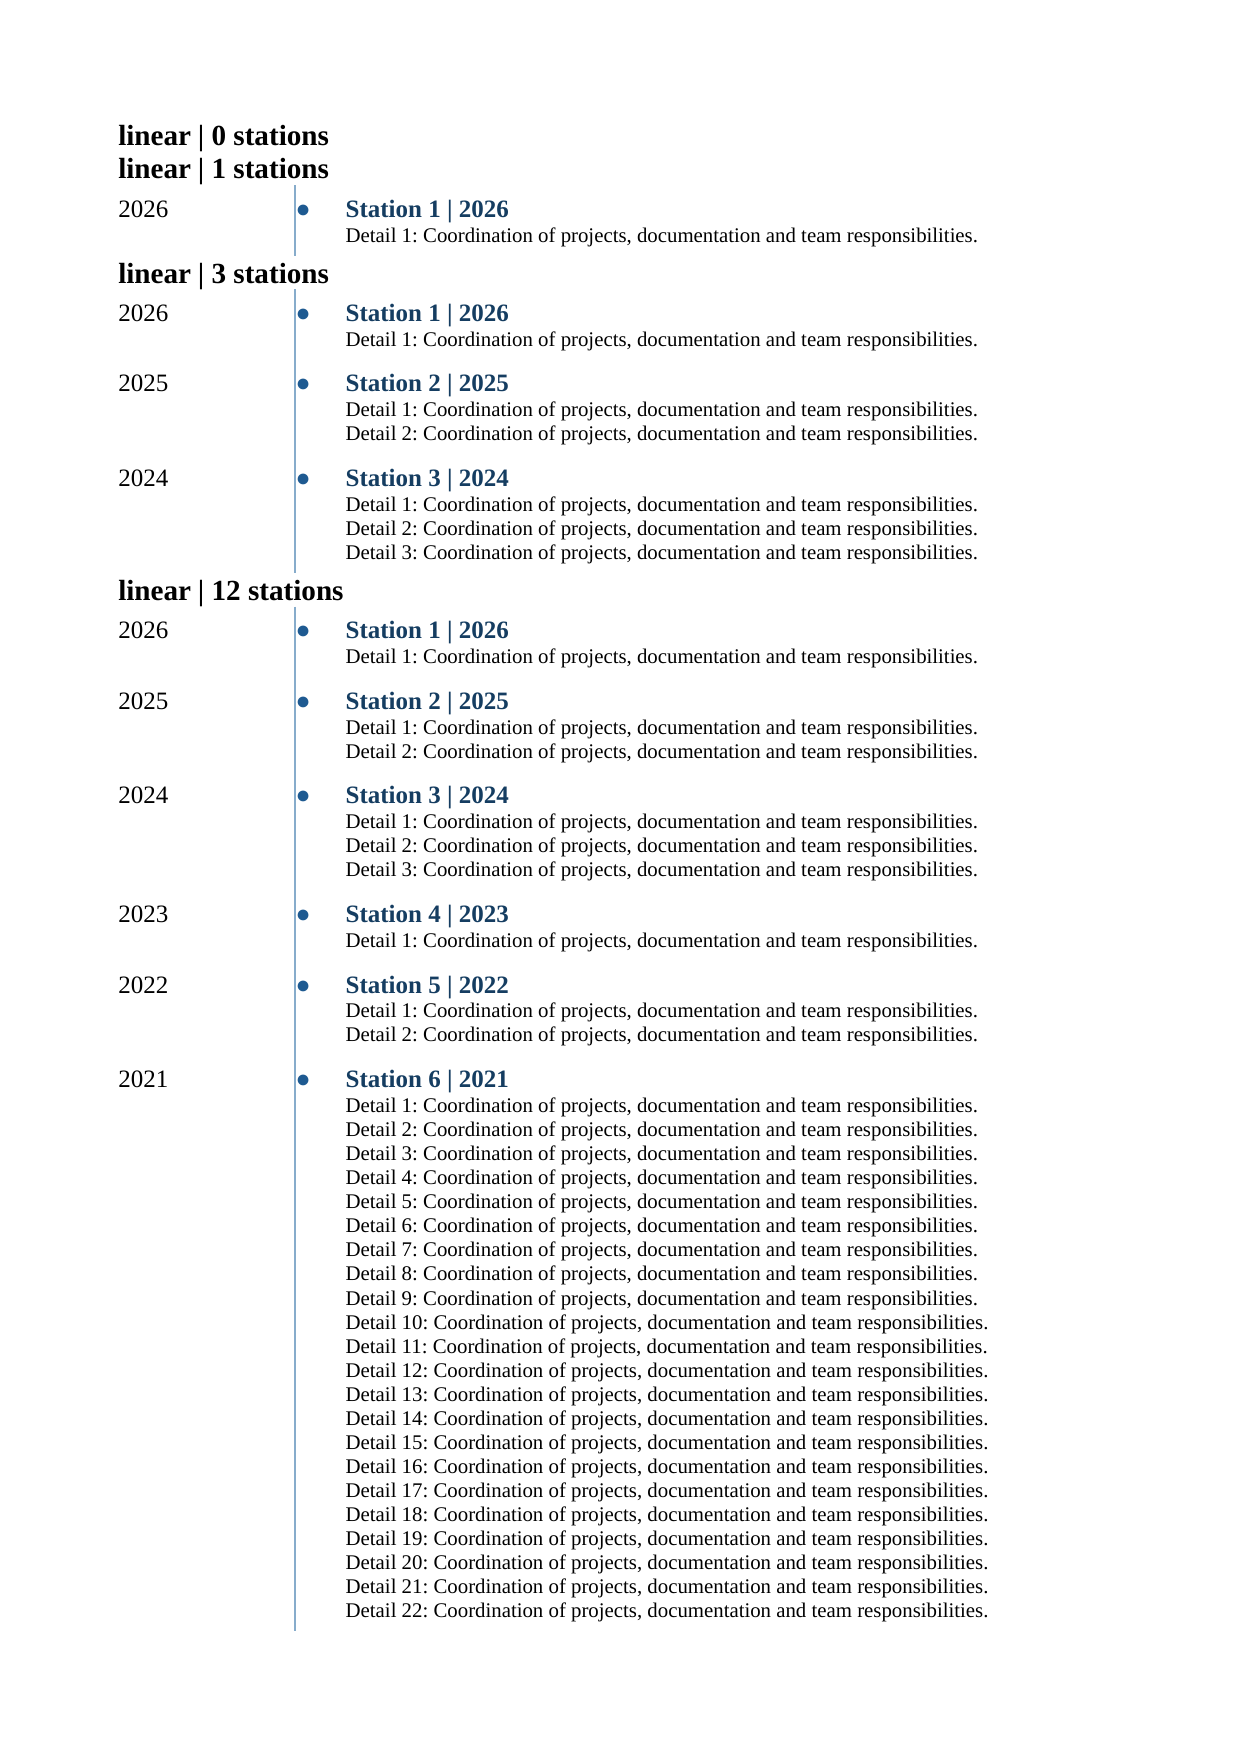 linear | 0 stations
linear | 1 stations
2026 ● Station 1 | 2026
Detail 1: Coordination of projects, documentation and team responsibilities.
linear | 3 stations
2026 ● Station 1 | 2026
Detail 1: Coordination of projects, documentation and team responsibilities.
2025 ● Station 2 | 2025
Detail 1: Coordination of projects, documentation and team responsibilities.
Detail 2: Coordination of projects, documentation and team responsibilities.
2024 ● Station 3 | 2024
Detail 1: Coordination of projects, documentation and team responsibilities.
Detail 2: Coordination of projects, documentation and team responsibilities.
Detail 3: Coordination of projects, documentation and team responsibilities.
linear | 12 stations
2026 ● Station 1 | 2026
Detail 1: Coordination of projects, documentation and team responsibilities.
2025 ● Station 2 | 2025
Detail 1: Coordination of projects, documentation and team responsibilities.
Detail 2: Coordination of projects, documentation and team responsibilities.
2024 ● Station 3 | 2024
Detail 1: Coordination of projects, documentation and team responsibilities.
Detail 2: Coordination of projects, documentation and team responsibilities.
Detail 3: Coordination of projects, documentation and team responsibilities.
2023 ● Station 4 | 2023
Detail 1: Coordination of projects, documentation and team responsibilities.
2022 ● Station 5 | 2022
Detail 1: Coordination of projects, documentation and team responsibilities.
Detail 2: Coordination of projects, documentation and team responsibilities.
2021 ● Station 6 | 2021
Detail 1: Coordination of projects, documentation and team responsibilities.
Detail 2: Coordination of projects, documentation and team responsibilities.
Detail 3: Coordination of projects, documentation and team responsibilities.
Detail 4: Coordination of projects, documentation and team responsibilities.
Detail 5: Coordination of projects, documentation and team responsibilities.
Detail 6: Coordination of projects, documentation and team responsibilities.
Detail 7: Coordination of projects, documentation and team responsibilities.
Detail 8: Coordination of projects, documentation and team responsibilities.
Detail 9: Coordination of projects, documentation and team responsibilities.
Detail 10: Coordination of projects, documentation and team responsibilities.
Detail 11: Coordination of projects, documentation and team responsibilities.
Detail 12: Coordination of projects, documentation and team responsibilities.
Detail 13: Coordination of projects, documentation and team responsibilities.
Detail 14: Coordination of projects, documentation and team responsibilities.
Detail 15: Coordination of projects, documentation and team responsibilities.
Detail 16: Coordination of projects, documentation and team responsibilities.
Detail 17: Coordination of projects, documentation and team responsibilities.
Detail 18: Coordination of projects, documentation and team responsibilities.
Detail 19: Coordination of projects, documentation and team responsibilities.
Detail 20: Coordination of projects, documentation and team responsibilities.
Detail 21: Coordination of projects, documentation and team responsibilities.
Detail 22: Coordination of projects, documentation and team responsibilities.